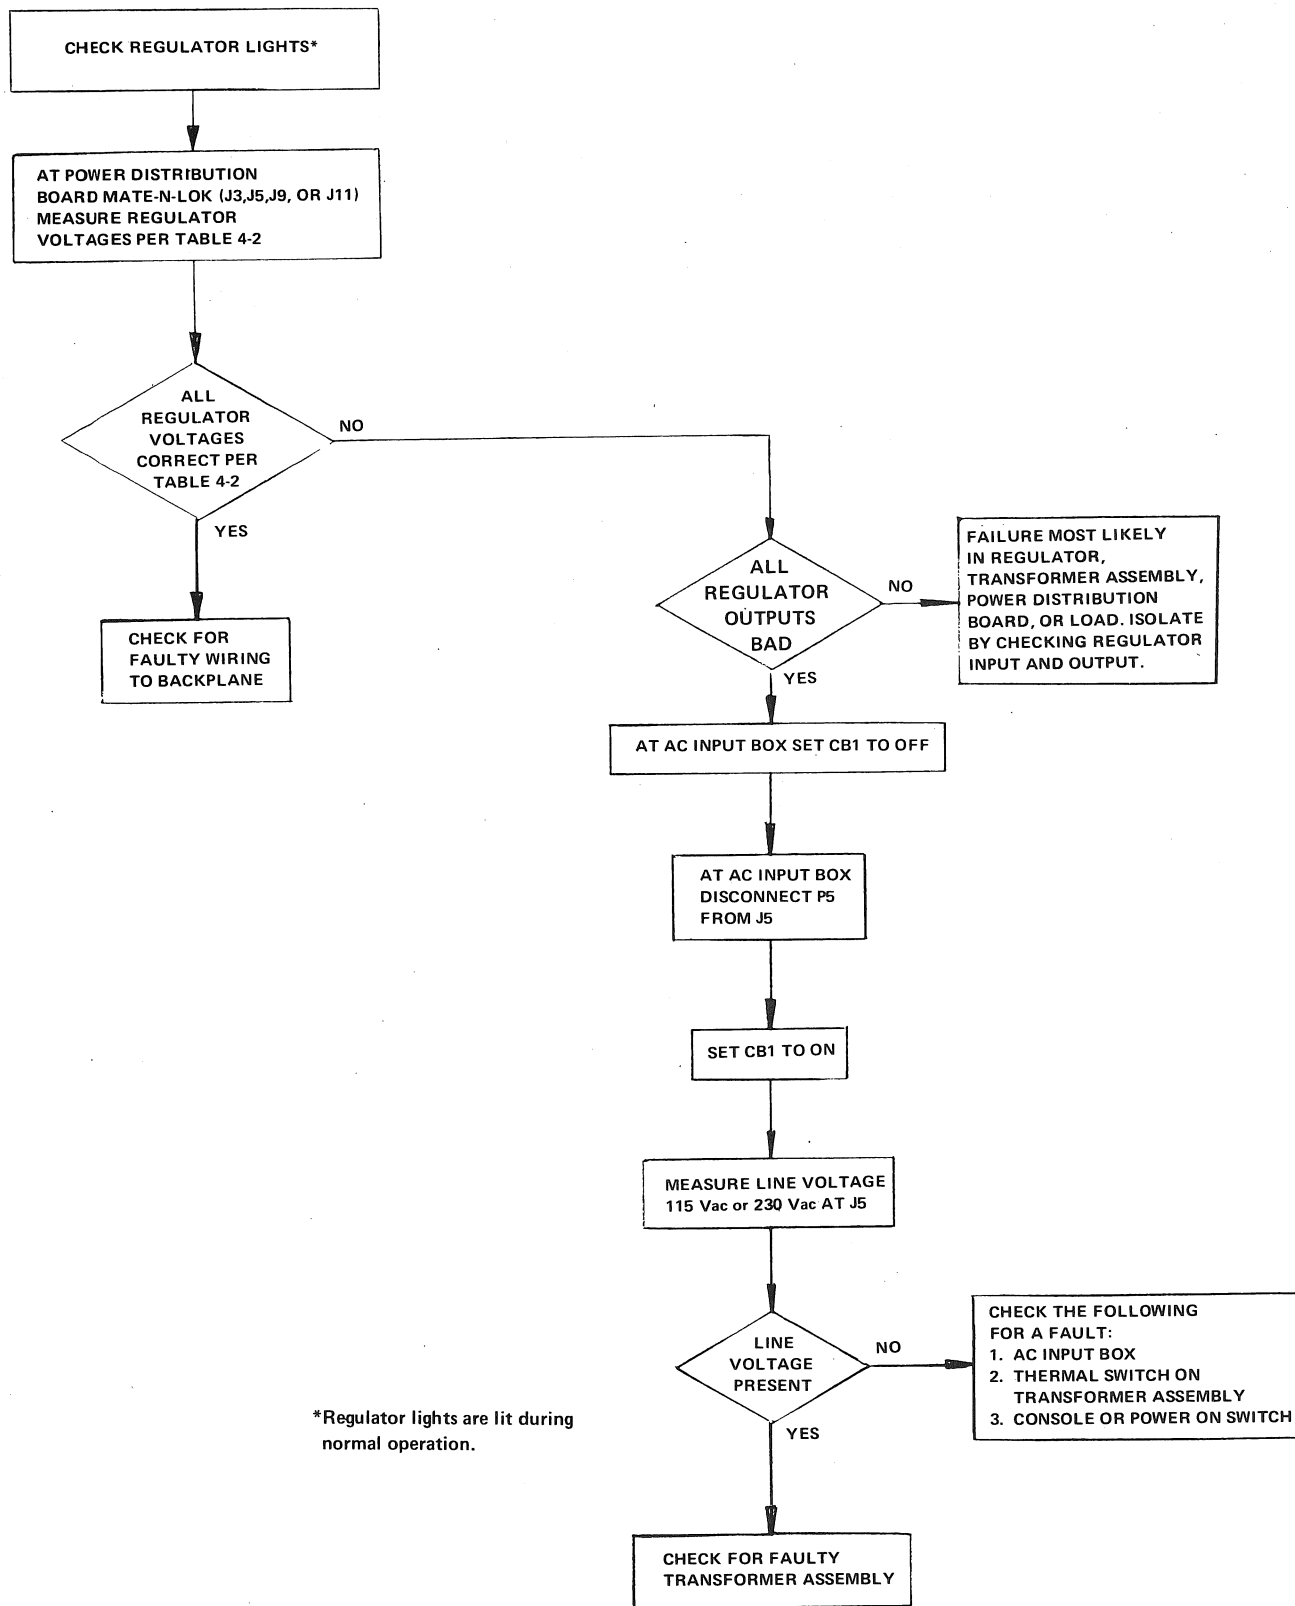 CHECK REGULATOR LIGHTS*
AT POWER DISTRIBUTION
BOARD MATE-N-LOK (J3,J5,J9, OR J11)
MEASURE REGULATOR
VOLTAGES PER TABLE 4-2
ALL
REGULATOR
VOLTAGES
CORRECT PER
TABLE 4-2
NO
YES
CHECK FOR
FAULTY WIRING
TO BACKPLANE
ALL
REGULATOR
OUTPUTS
BAD
NO
FAILURE MOST LIKELY
IN REGULATOR,
TRANSFORMER ASSEMBLY,
POWER DISTRIBUTION
BOARD, OR LOAD. ISOLATE
BY CHECKING REGULATOR
INPUT AND OUTPUT.
YES
AT AC INPUT BOX SET CB1 TO OFF
AT AC INPUT BOX
DISCONNECT P5
FROM J5
SET CB1 TO ON
MEASURE LINE VOLTAGE
115 Vac or 230 Vac AT J5
LINE
VOLTAGE
PRESENT
NO
CHECK THE FOLLOWING
FOR A FAULT:
1. AC INPUT BOX
2. THERMAL SWITCH ON
TRANSFORMER ASSEMBLY
3. CONSOLE OR POWER ON SWITCH
YES
CHECK FOR FAULTY
TRANSFORMER ASSEMBLY
*Regulator lights are lit during
normal operation.